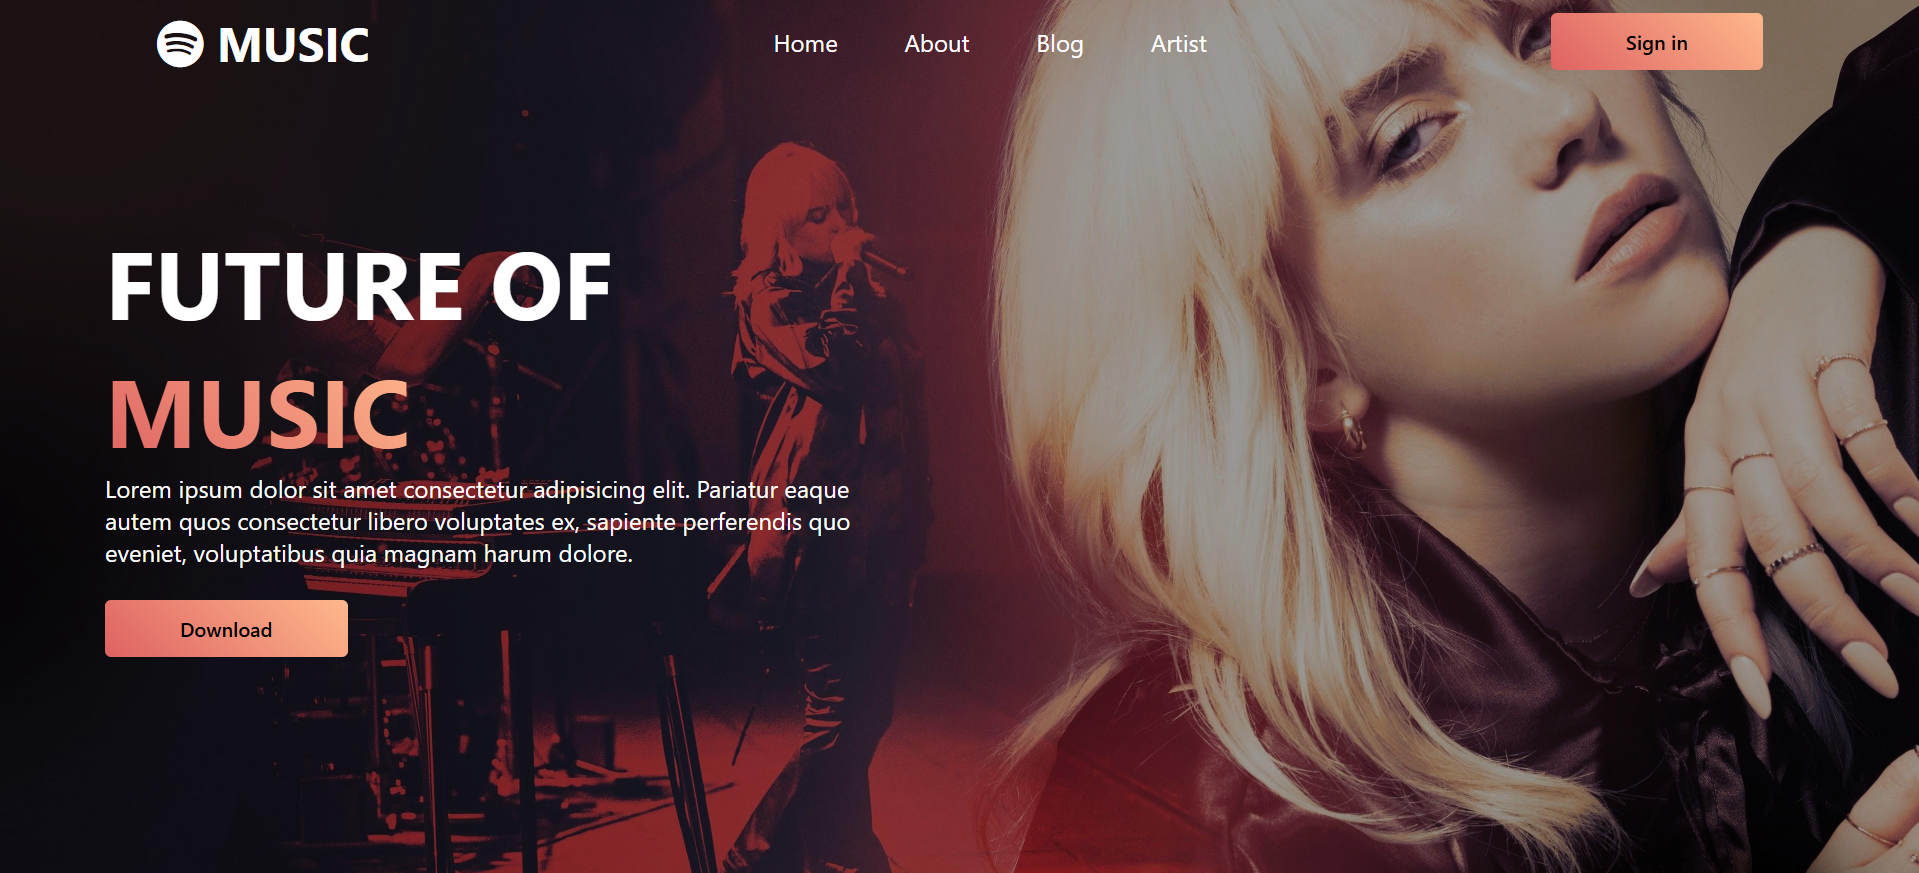 MUSIC
Home
About
Blog
Artist
Sign in
FUTURE OF
MUSIC
Lorem ipsum dolor sit amet consectetur adipisicing elit. Pariatur eaque
autem quos consectetur libero voluptates ex, sapiente perferendis quo
eveniet, voluptatibus quia magnam harum dolore.
Download